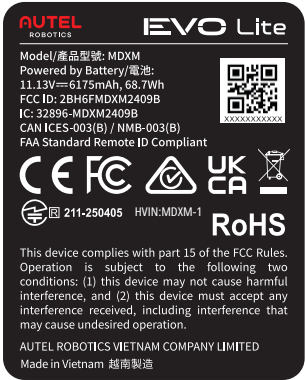 AUTEL
ROBOTICS
EVO Lite
Model/產品型號: MDXM
Powered by Battery/電池:
11.13V⎓6175mAh, 68.7Wh
FCC ID: 2BH6FMDXM2409B
IC: 32896-MDXM2409B
CAN ICES-003(B) / NMB-003(B)
FAA Standard Remote ID Compliant
XXXXXXXXXXX
CE FC UK CA
R 211-250405 HVIN:MDXM-1
RoHS
This device complies with part 15 of the FCC Rules.
Operation is subject to the following two
conditions: (1) this device may not cause harmful
interference, and (2) this device must accept any
interference received, including interference that
may cause undesired operation.
AUTEL ROBOTICS VIETNAM COMPANY LIMITED
Made in Vietnam 越南製造